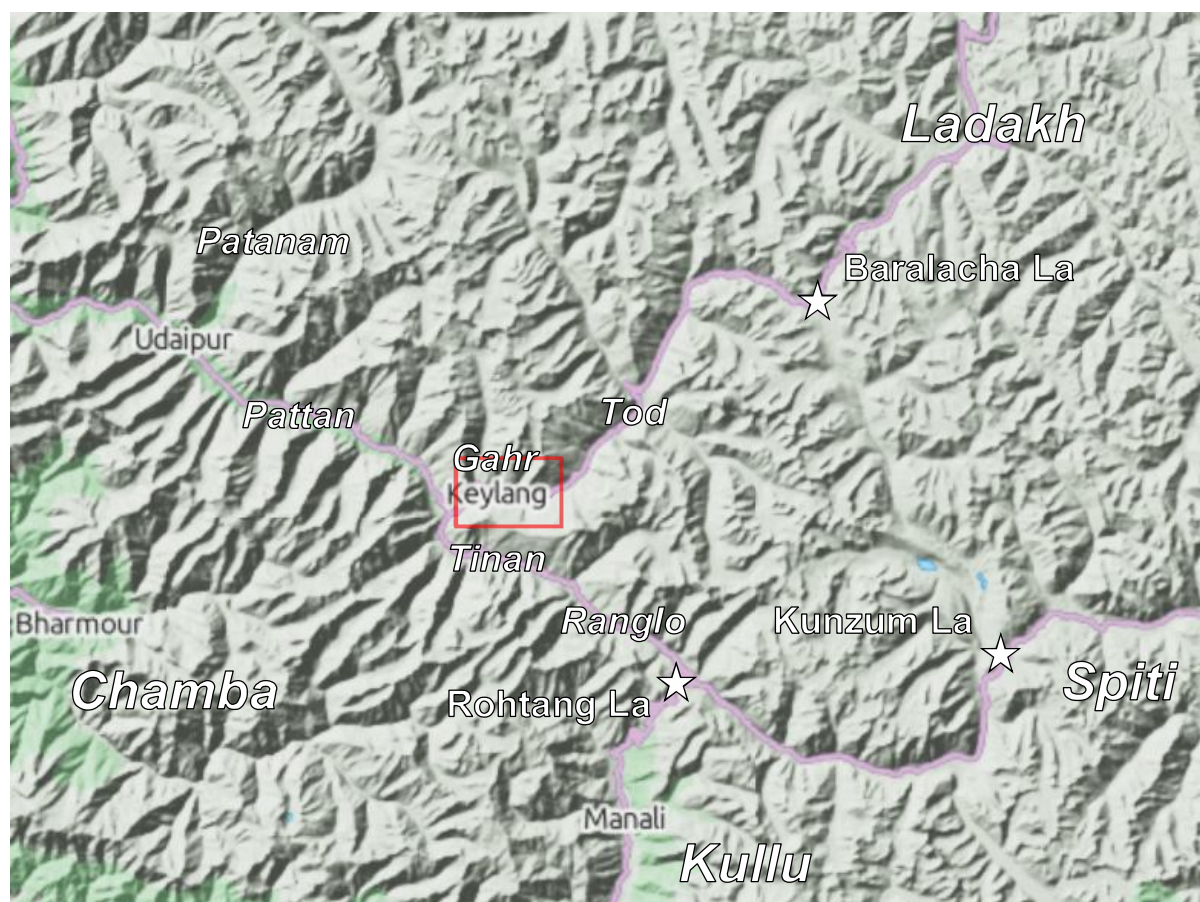 Ladakh
Patanam
Baralacha La
Udaipur
Pattan
Tod
Gahr
Keylang
Tinan
Ranglo
Kunzum La
Bharmour
Chamba
Spiti
Rohtang La
Manali
Kullu